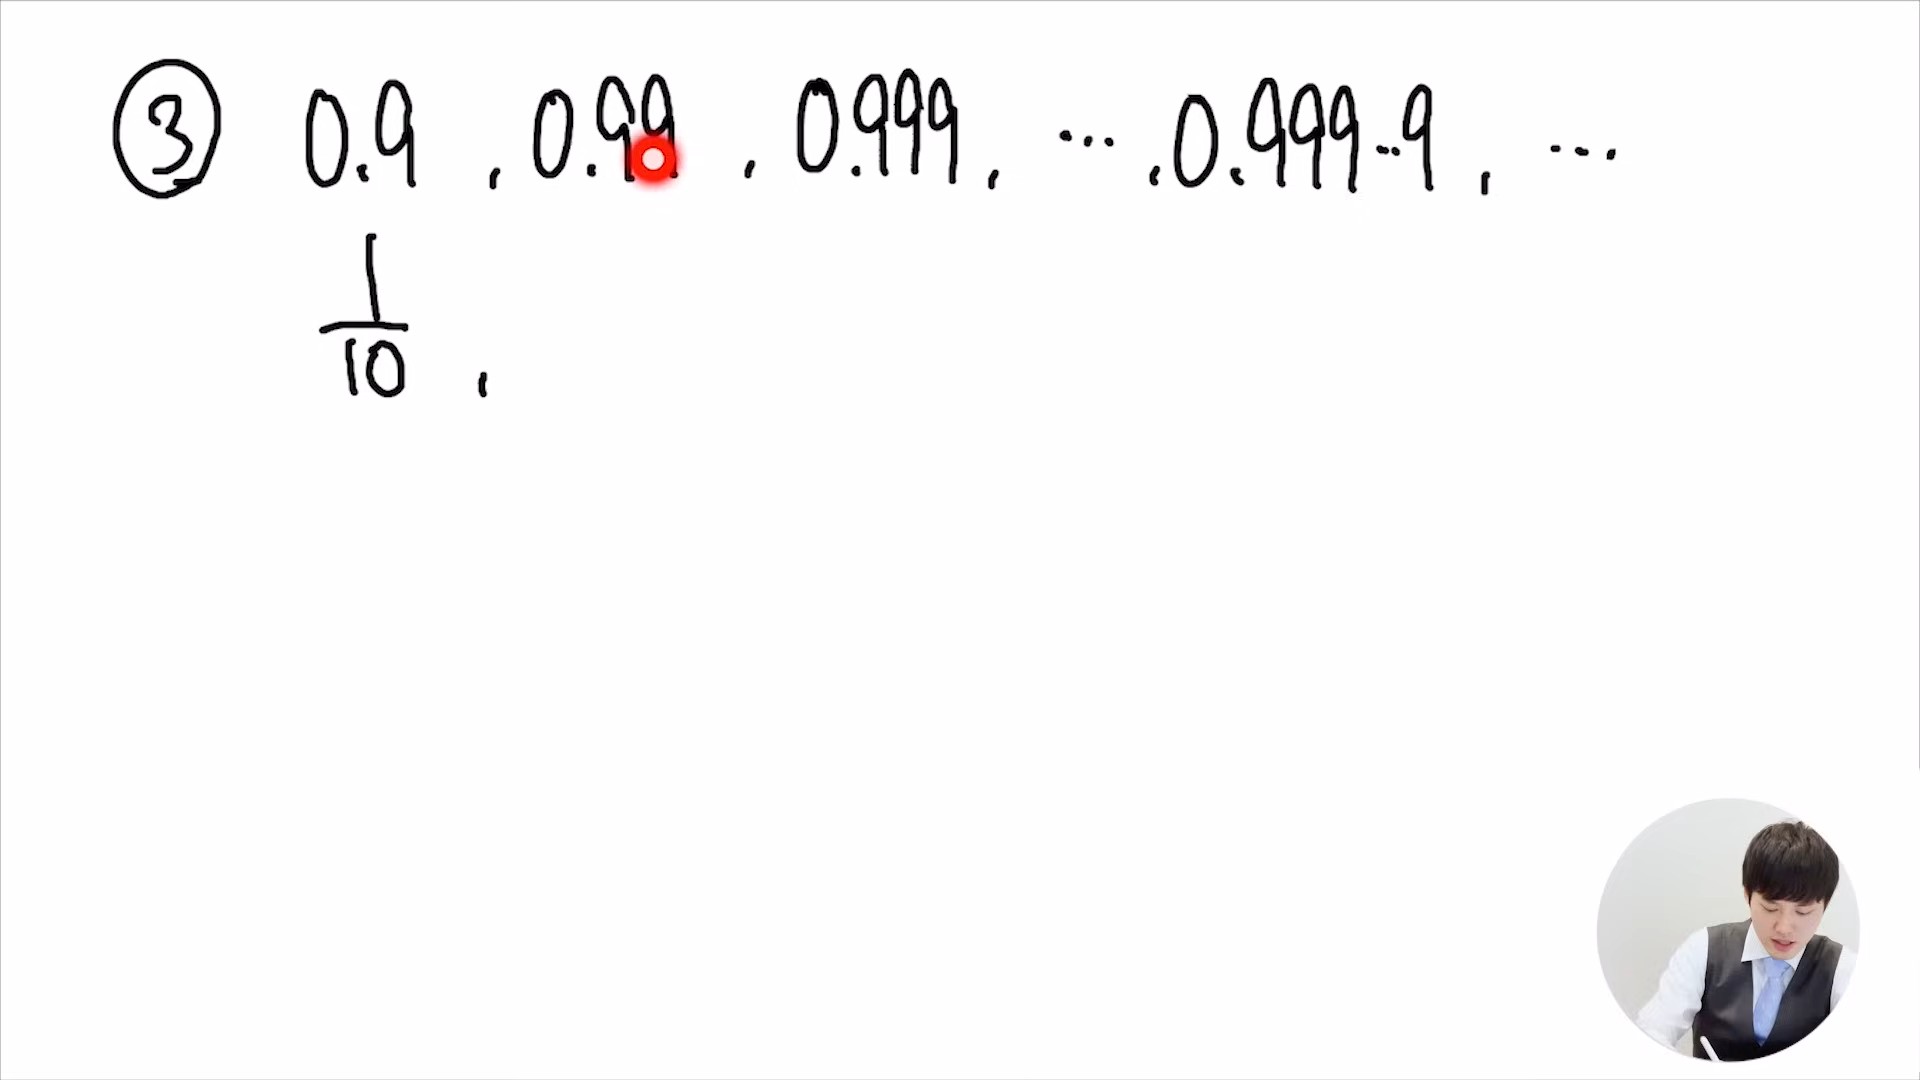 ③ 0.9 , 0.99 , 0.999 , ... , 0.999..9 , ...
1
10 ,